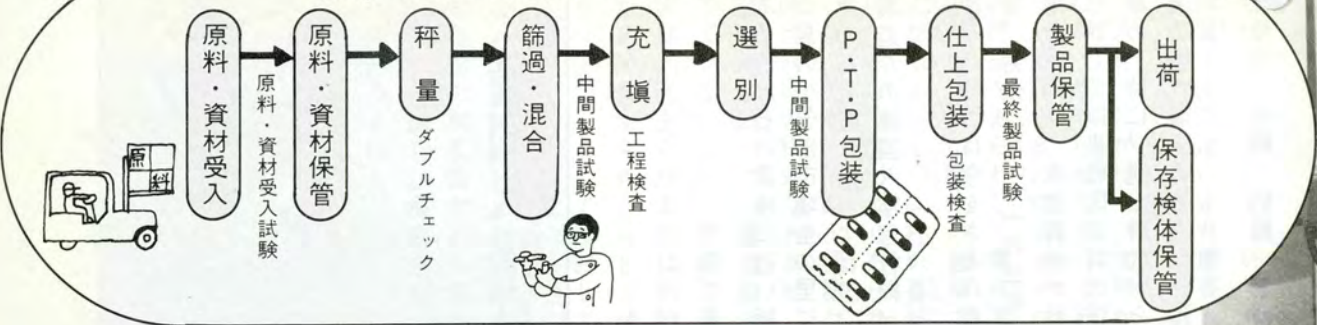 原料・資材受入
原料・資材受入試験
原料・資材保管
秤量
ダブルチェック
篩過・混合
中間製品試験
充塡
工程検査
選別
中間製品試験
P・T・P包装
仕上包装
包装検査
最終製品試験
製品保管
出荷
保存検体保管
原料